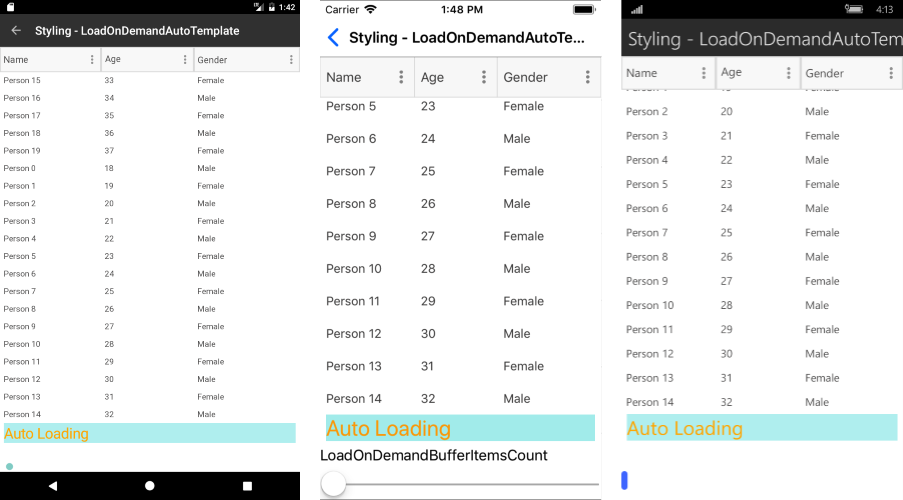 1:42
Styling - LoadOnDemandAutoTemplate
Name Age Gender
Person 15 33 Female
Person 16 34 Male
Person 17 35 Female
Person 18 36 Male
Person 19 37 Female
Person 0 18 Male
Person 1 19 Female
Person 2 20 Male
Person 3 21 Female
Person 4 22 Male
Person 5 23 Female
Person 6 24 Male
Person 7 25 Female
Person 8 26 Male
Person 9 27 Female
Person 10 28 Male
Person 11 29 Female
Person 12 30 Male
Person 13 31 Female
Person 14 32 Male
Auto Loading
Carrier 1:48 PM
Styling - LoadOnDemandAutoTe...
Name Age Gender
Person 5 23 Female
Person 6 24 Male
Person 7 25 Female
Person 8 26 Male
Person 9 27 Female
Person 10 28 Male
Person 11 29 Female
Person 12 30 Male
Person 13 31 Female
Person 14 32 Male
Auto Loading
LoadOnDemandBufferItemsCount
4:13
Styling - LoadOnDemandAutoTem
Name Age Gender
Person 2 20 Male
Person 3 21 Female
Person 4 22 Male
Person 5 23 Female
Person 6 24 Male
Person 7 25 Female
Person 8 26 Male
Person 9 27 Female
Person 10 28 Male
Person 11 29 Female
Person 12 30 Male
Person 13 31 Female
Person 14 32 Male
Auto Loading